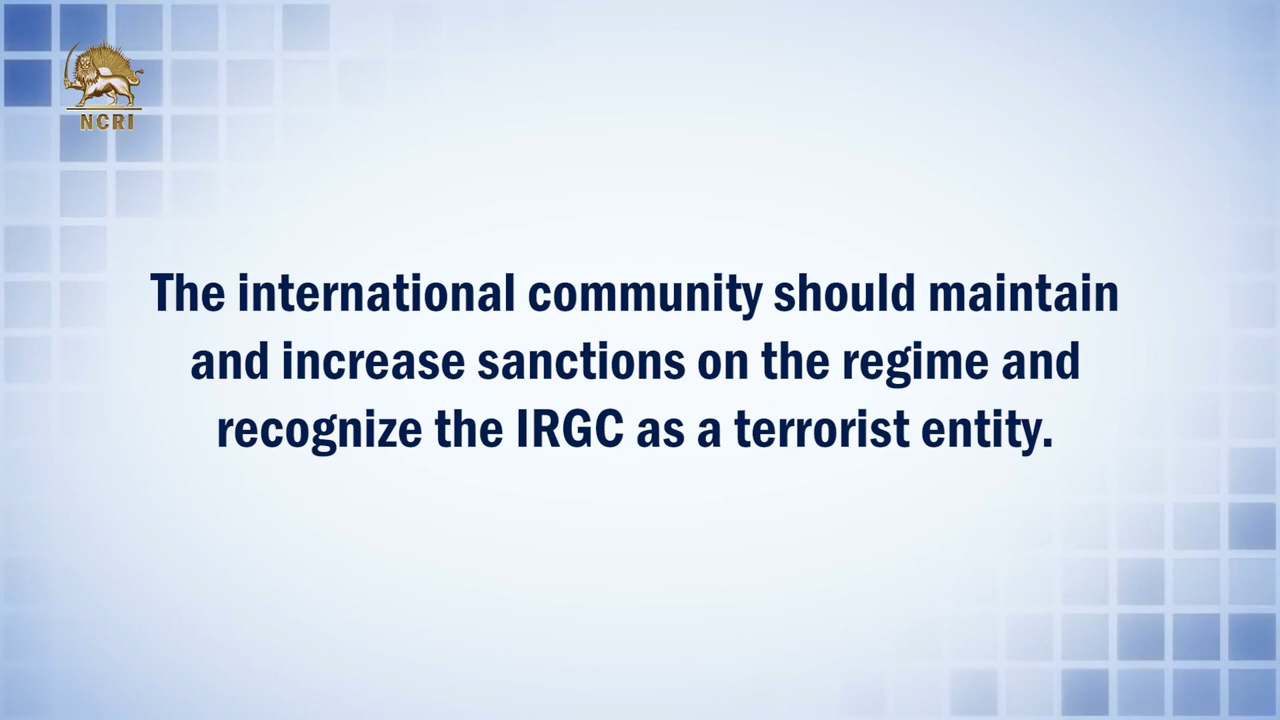 NCRI
The international community should maintain
and increase sanctions on the regime and
recognize the IRGC as a terrorist entity.